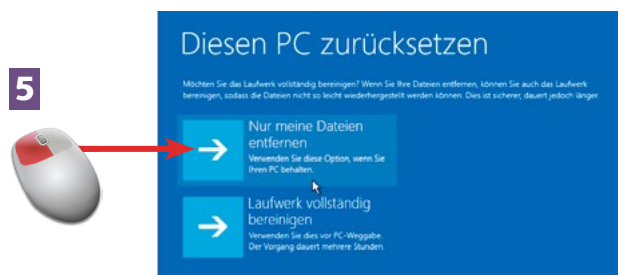 Diesen PC zurücksetzen
Möchten Sie das Laufwerk vollständig bereinigen? Wenn Sie Ihre Dateien entfernen, können Sie auch das Laufwerk
bereinigen, sodass die Dateien nicht so leicht wiederhergestellt werden können. Dies ist sicherer, dauert jedoch länger.
5
Nur meine Dateien
entfernen
Verwenden Sie diese Option, wenn Sie
Ihren PC behalten.
Laufwerk vollständig
bereinigen
Verwenden Sie dies vor PC-Weggabe.
Der Vorgang dauert mehrere Stunden.